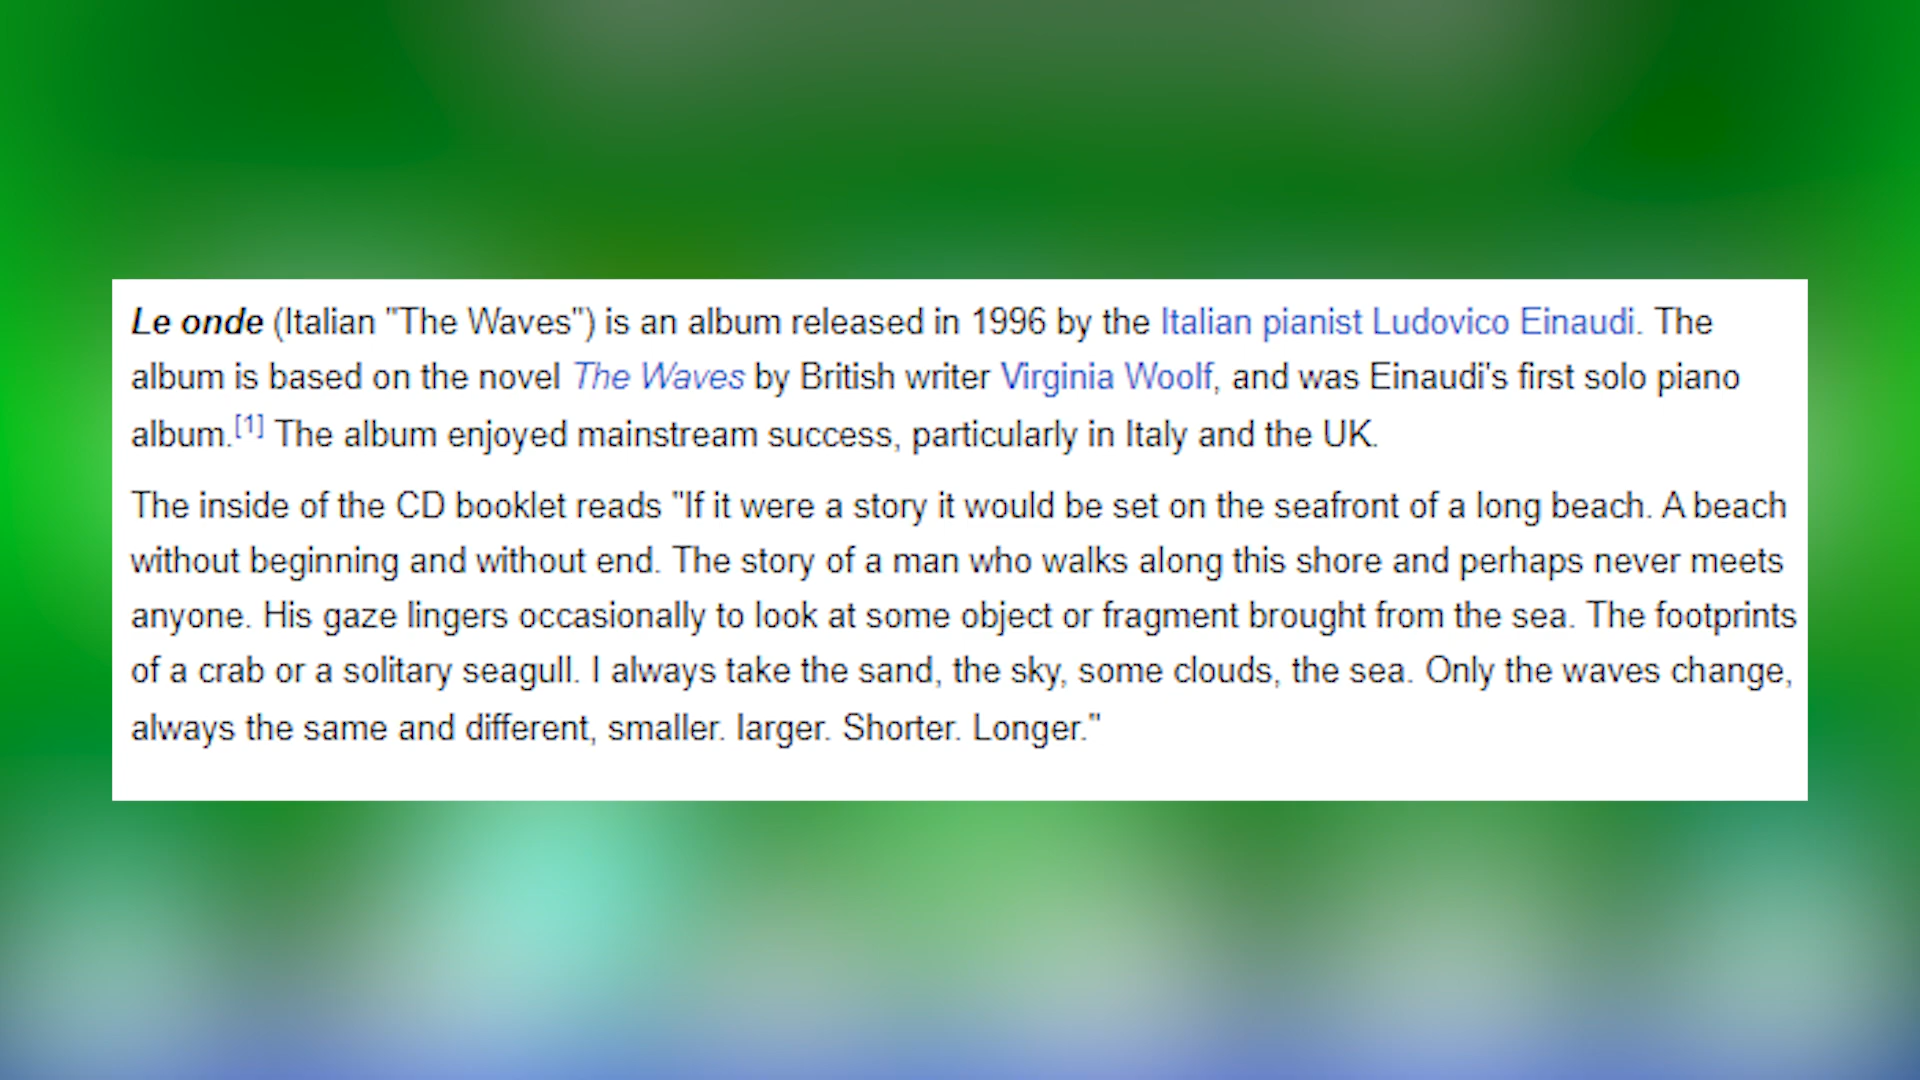 Le onde (Italian "The Waves") is an album released in 1996 by the Italian pianist Ludovico Einaudi. The
album is based on the novel The Waves by British writer Virginia Woolf, and was Einaudi's first solo piano
album.[1] The album enjoyed mainstream success, particularly in Italy and the UK.
The inside of the CD booklet reads "If it were a story it would be set on the seafront of a long beach. A beach
without beginning and without end. The story of a man who walks along this shore and perhaps never meets
anyone. His gaze lingers occasionally to look at some object or fragment brought from the sea. The footprints
of a crab or a solitary seagull. I always take the sand, the sky, some clouds, the sea. Only the waves change,
always the same and different, smaller. larger. Shorter. Longer."